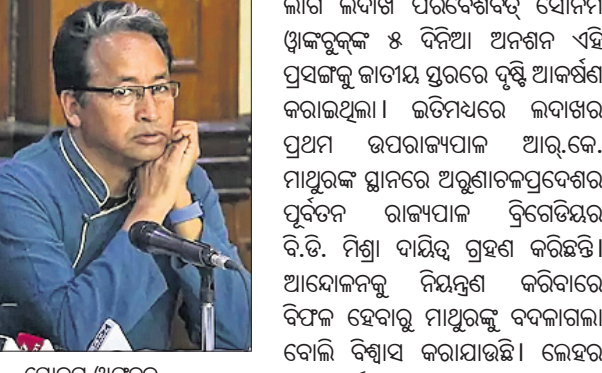 ଲାଗି ଲଦାଖ ପରିବେଶବିତ୍ ସୋନମ
ୱାଙ୍ଗଚୁକ୍‌ଙ୍କ ୫ ଦିନିଆ ଅନଶନ ଏହି
ପ୍ରସଙ୍ଗକୁ ଜାତୀୟ ସ୍ତରରେ ଦୃଷ୍ଟି ଆକର୍ଷଣ
କରାଇଥିଲା। ଇତିମଧ୍ୟରେ ଲଦାଖର
ପ୍ରଥମ ଉପରାଜ୍ୟପାଳ ଆର୍.କେ.
ମାଥୁରଙ୍କ ସ୍ଥାନରେ ଅରୁଣାଚଳପ୍ରଦେଶର
ପୂର୍ବତନ ରାଜ୍ୟପାଳ ବ୍ରିଗେଡିୟର
ବି.ଡି. ମିଶ୍ରା ଦାୟିତ୍ୱ ଗ୍ରହଣ କରିଛନ୍ତି।
ଆନ୍ଦୋଳନକୁ ନିୟନ୍ତ୍ରଣ କରିବାରେ
ବିଫଳ ହେବାରୁ ମାଥୁରଙ୍କୁ ବଦଳାଗଲା
ବୋଲି ବିଶ୍ୱାସ କରାଯାଉଛି। ଲେହର